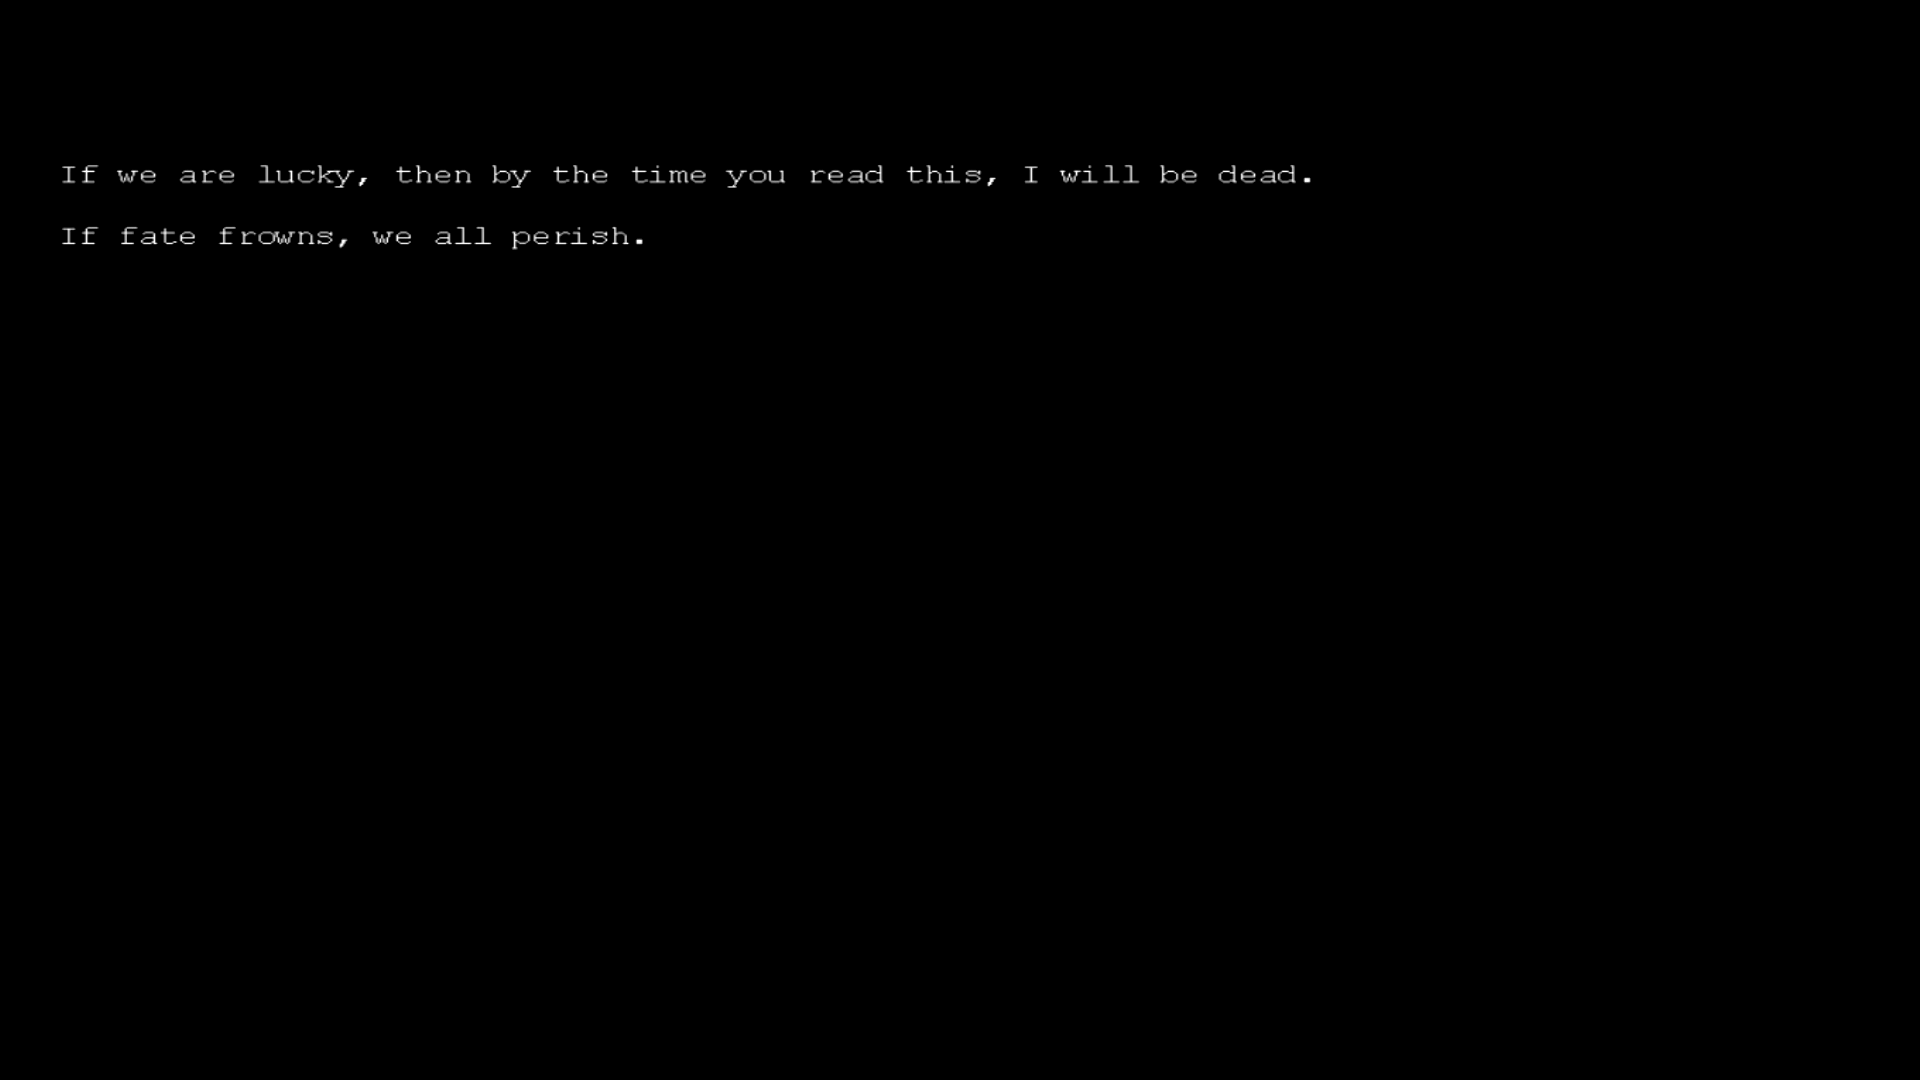 If we are lucky, then by the time you read this, I will be dead.
If fate frowns, we all perish.